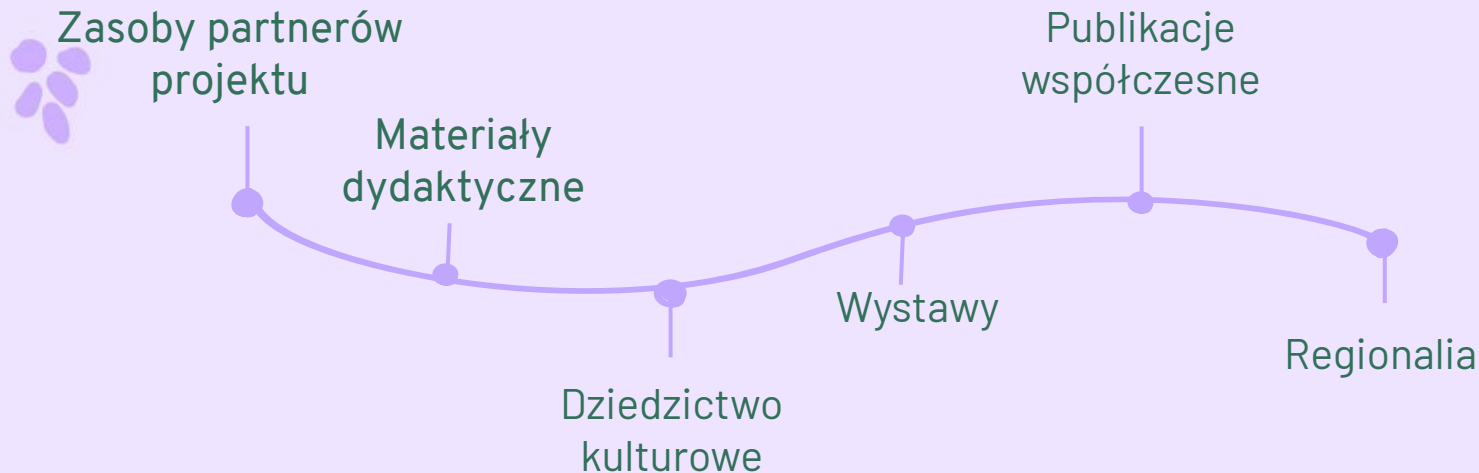 Zasoby partnerów
projektu
Materiały
dydaktyczne
Dziedzictwo
kulturowe
Wystawy
Publikacje
współczesne
Regionalia